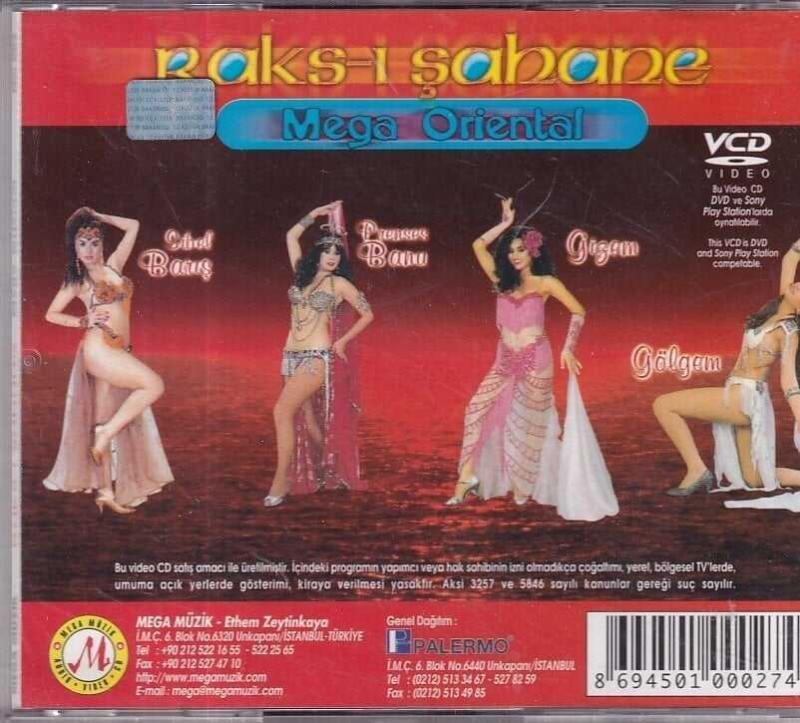 Raks-ı Şahane
Mega Oriental
VCD
VIDEO
Bu Video CD
DVD ve Sony
Play Station'larda
oynatılabilir.
This VCD is DVD
and Sony Play Station
competable.
Sibel
Barış
Prenses
Banu
Gizem
Gölgem
Bu video CD satış amacı ile üretilmiştir. İçindeki programın yapımcı veya hak sahibinin izni olmadıkça çoğaltımı, yerel, bölgesel TV'lerde,
umuma açık yerlerde gösterimi, kiraya verilmesi yasaktır. Aksi 3257 ve 5846 sayılı kanunlar gereği suç sayılır.
MEGA MÜZİK
M
AUDIO · VIDEO · CD
MEGA MÜZİK - Ethem Zeytinkaya
İ.M.Ç. 6. Blok No.6320 Unkapanı/İSTANBUL-TÜRKİYE
Tel : +90 212 522 16 55 - 522 25 65
Fax : +90 212 527 47 10
http://www.megamuzik.com
E-mail : mega@megamuzik.com
Genel Dağıtım :
PALERMO
İ.M.Ç. 6. Blok No.6440 Unkapanı/İSTANBUL
Tel : (0212) 513 34 67 - 527 82 59
Fax : (0212) 513 49 85
8 694501 000274